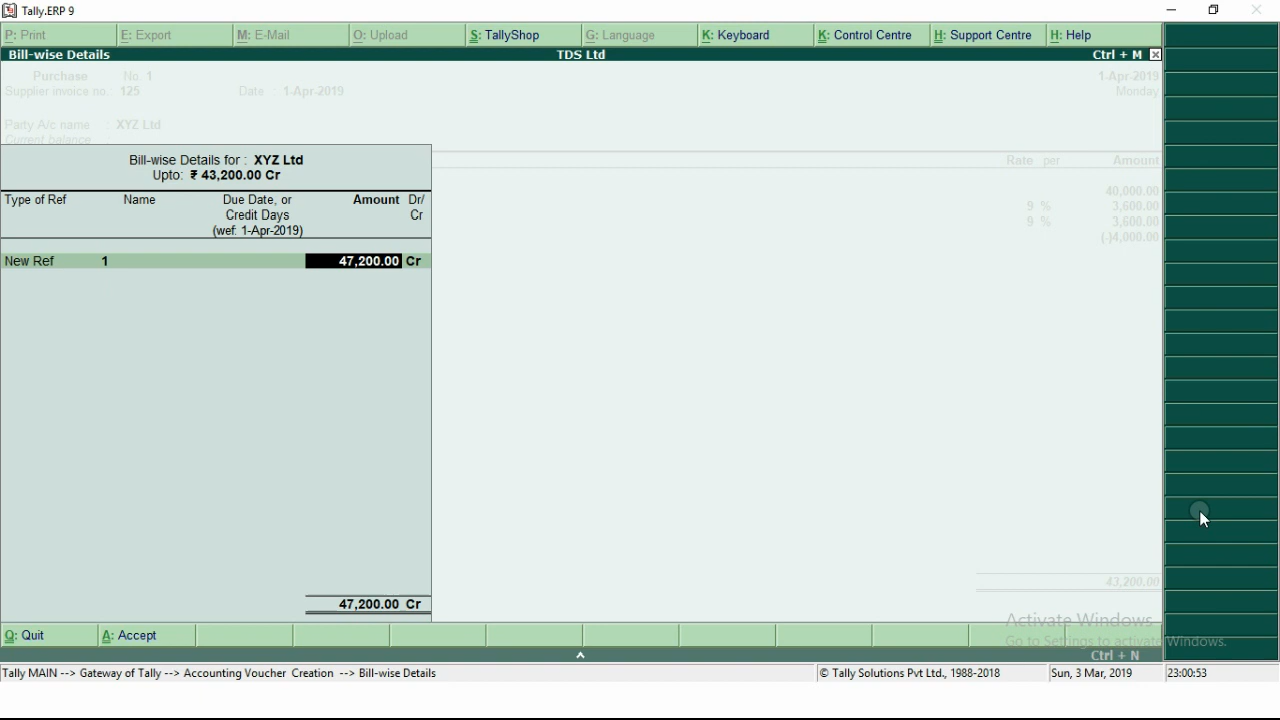 Tally.ERP 9
P: Print E: Export M: E-Mail O: Upload S: TallyShop G: Language K: Keyboard K: Control Centre H: Support Centre H: Help
Bill-wise Details TDS Ltd Ctrl + M
Purchase No. 1 1-Apr-2019
Supplier invoice no. : 125 Date : 1-Apr-2019 Monday
Party A/c name : XYZ Ltd
Current balance :
Bill-wise Details for : XYZ Ltd
Upto: ₹ 43,200.00 Cr
Rate per Amount
Type of Ref Name Due Date, or Amount Dr/
Credit Days Cr
(wef: 1-Apr-2019)
40,000.00
9 % 3,600.00
9 % 3,600.00
(-)4,000.00
New Ref 1 47,200.00 Cr
43,200.00
47,200.00 Cr
Activate Windows
Go to Settings to activate Windows.
Q: Quit A: Accept
Ctrl + N
Tally MAIN --> Gateway of Tally --> Accounting Voucher Creation --> Bill-wise Details © Tally Solutions Pvt Ltd., 1988-2018 Sun, 3 Mar, 2019 23:00:53